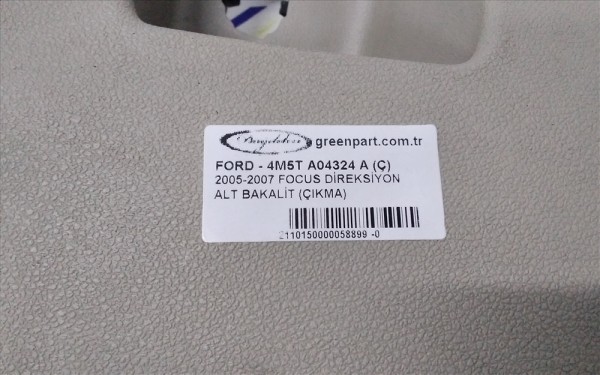 greenpart.com.tr
FORD - 4M5T A04324 A (Ç)
2005-2007 FOCUS DİREKSİYON
ALT BAKALİT (ÇIKMA)
2110150000058899 -0